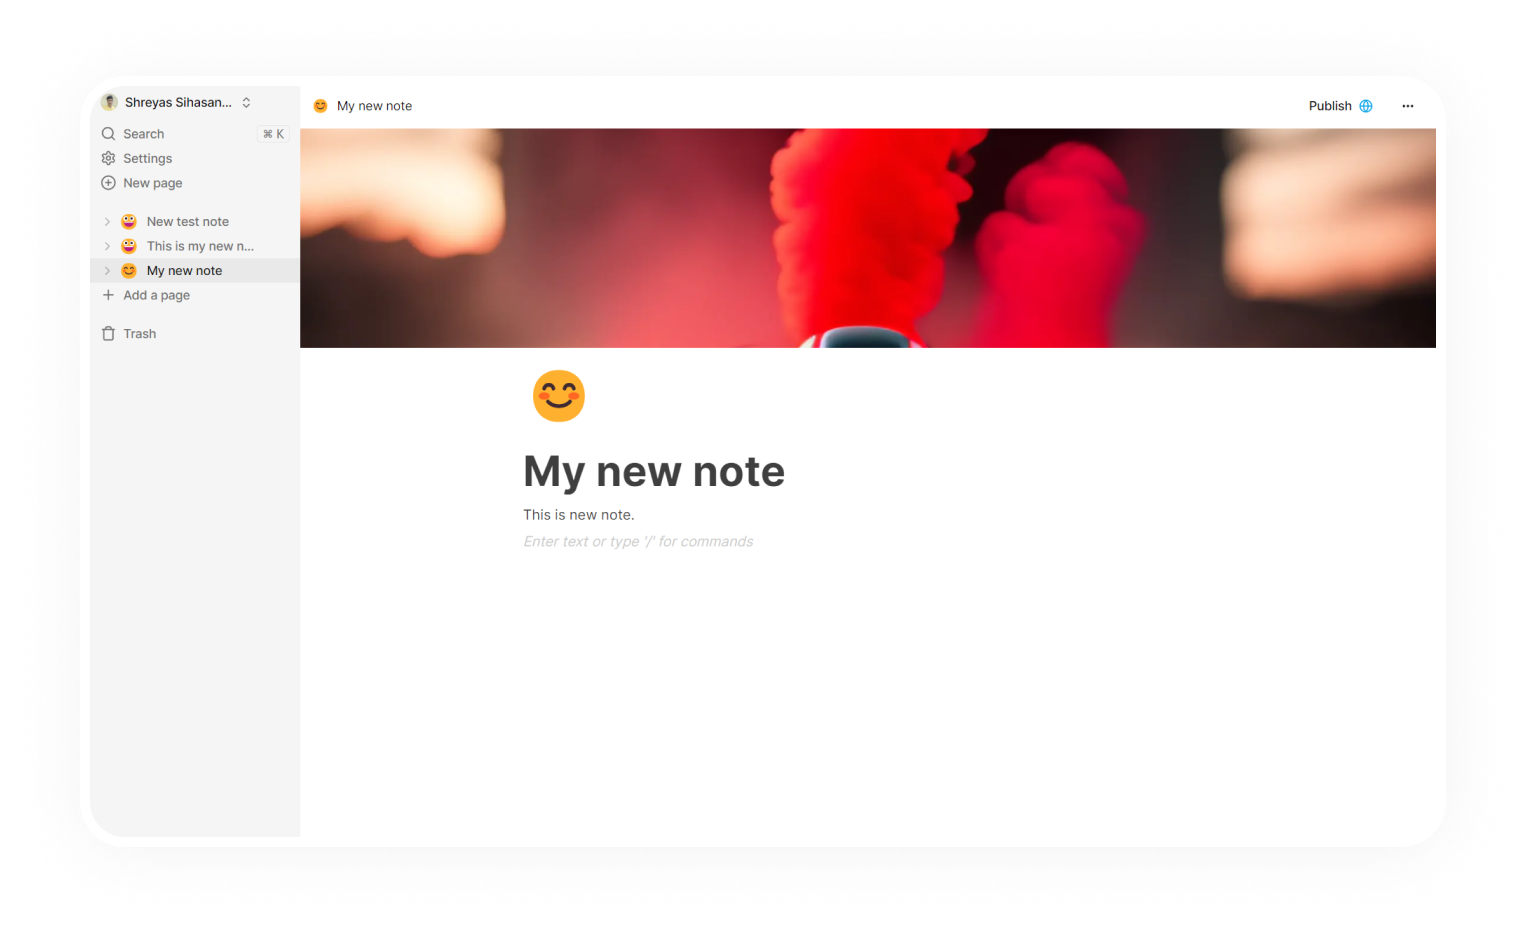 Shreyas Sihasan...
Search ⌘ K
Settings
New page
New test note
This is my new n...
My new note
Add a page
Trash
My new note
Publish
My new note
This is new note.
Enter text or type '/' for commands